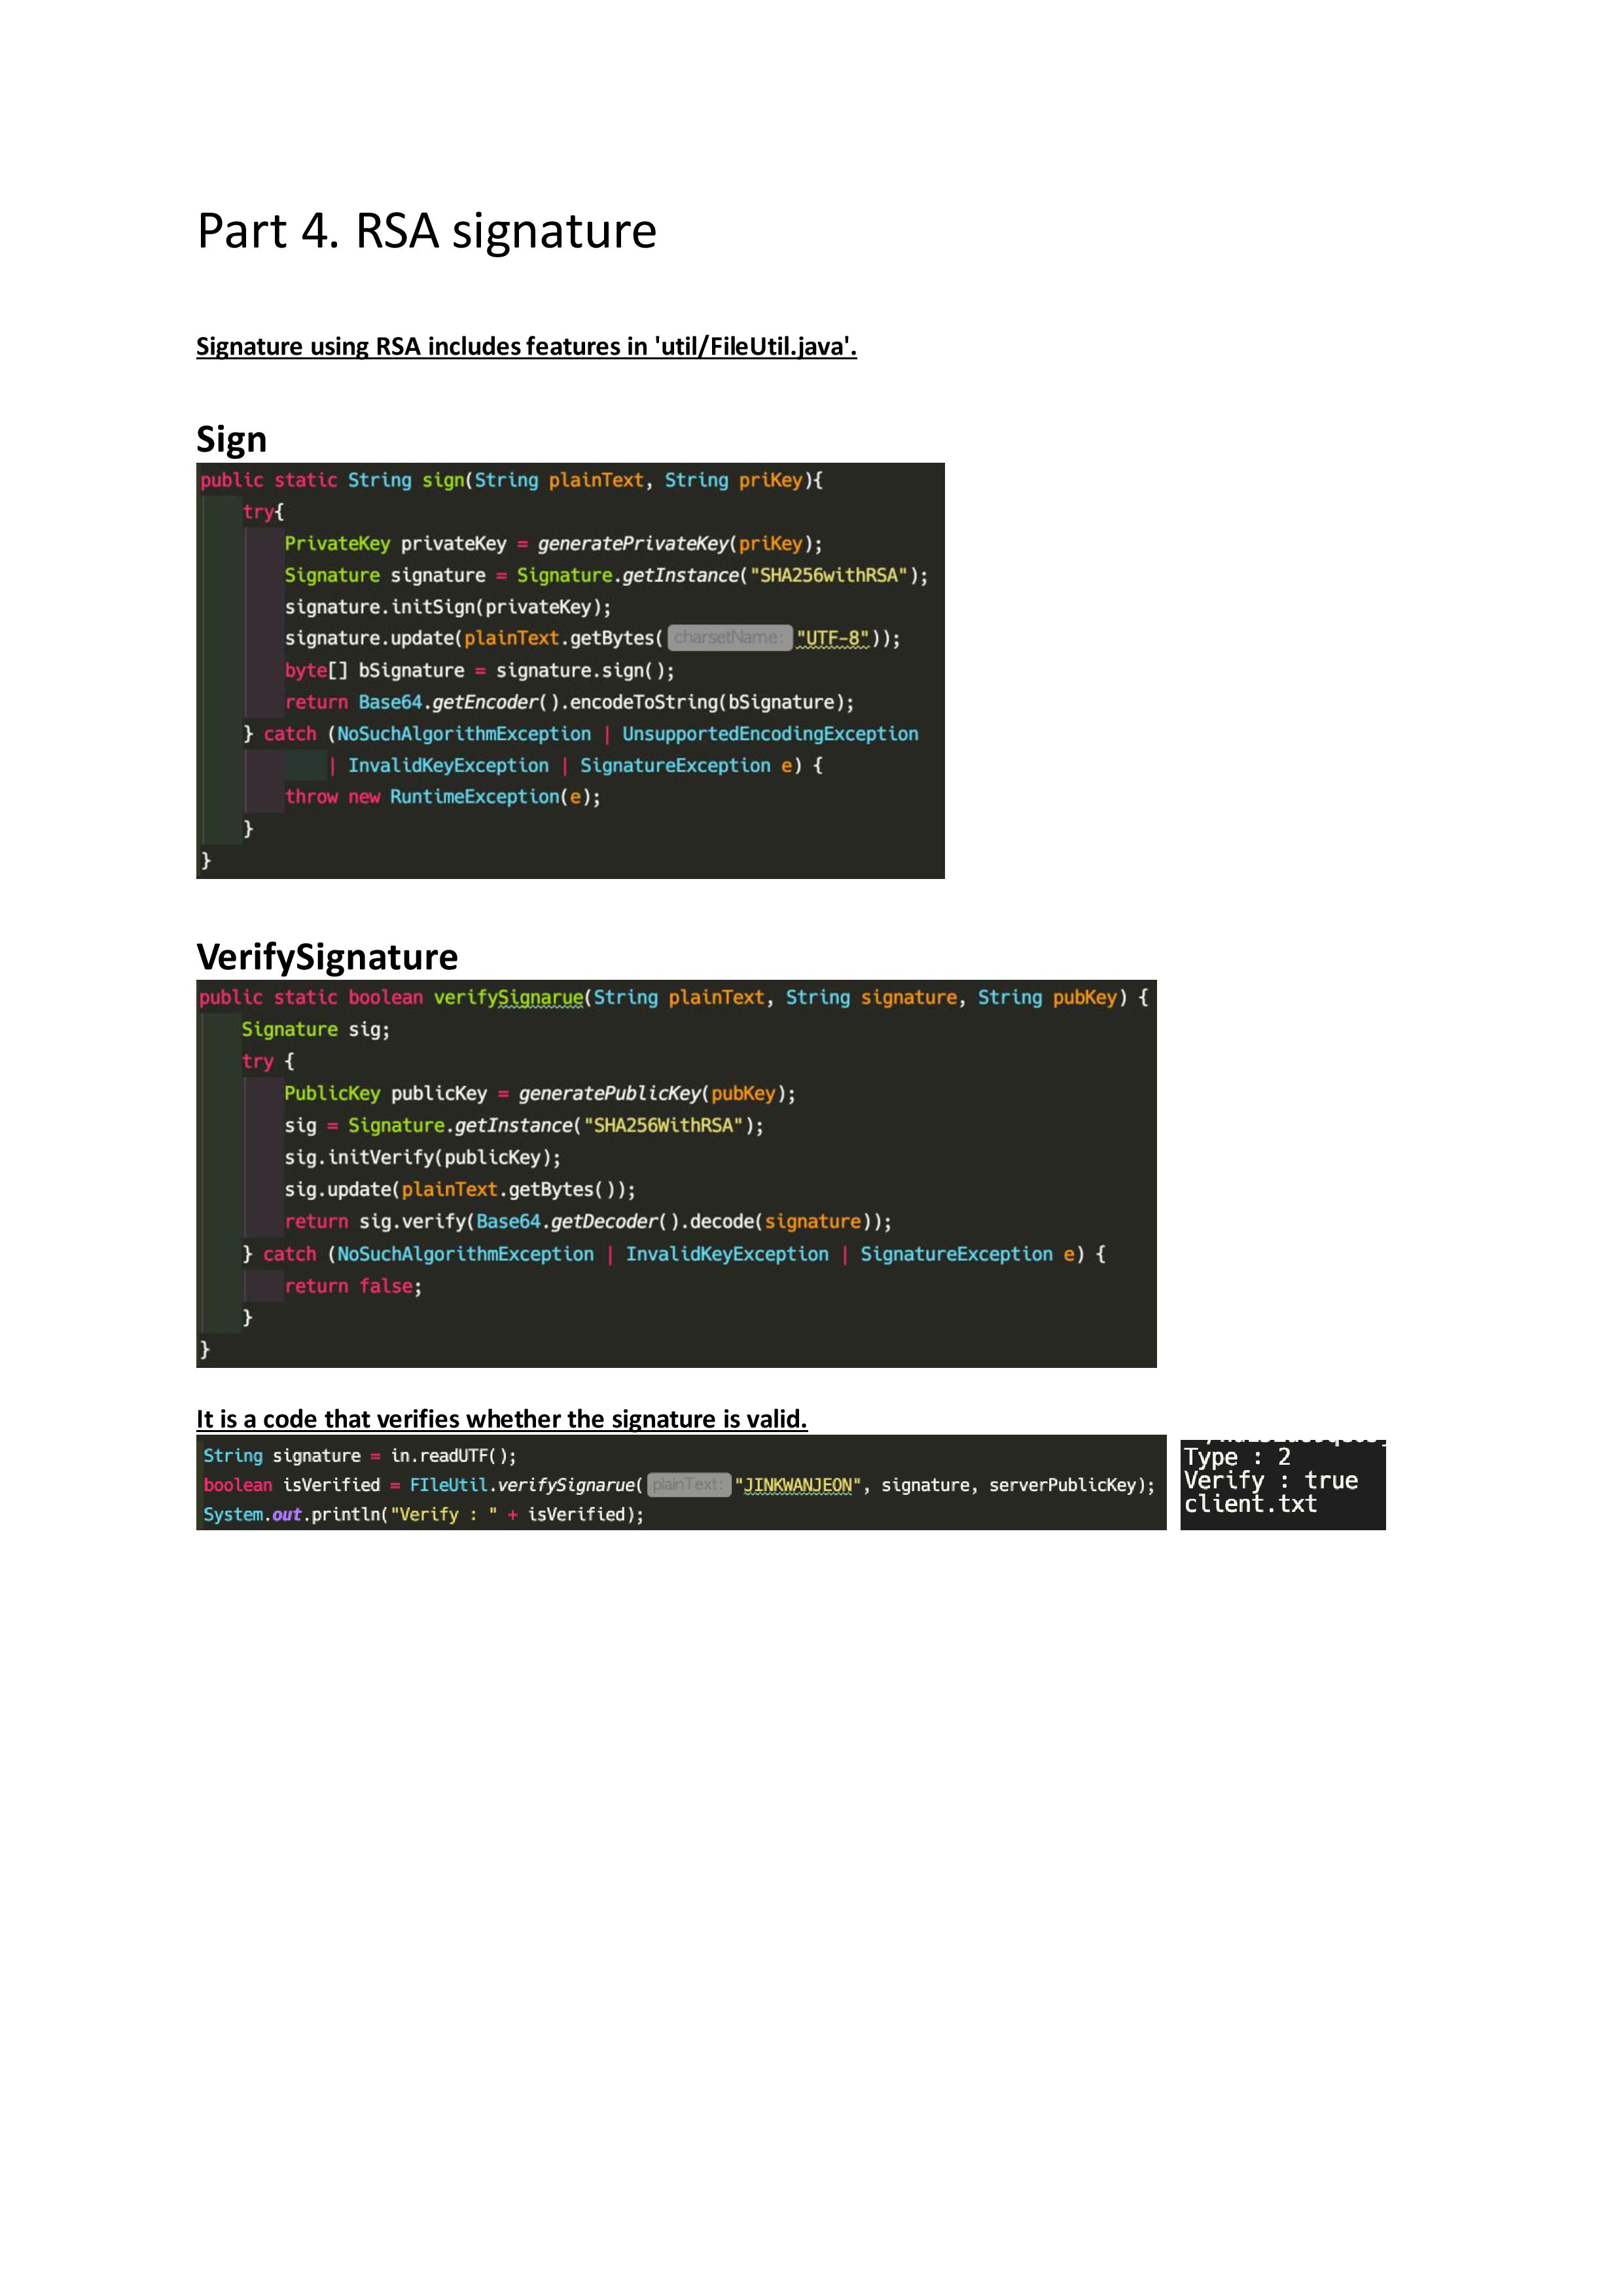 Part 4. RSA signature
Signature using RSA includes features in 'util/FileUtil.java'.
Sign
public static String sign(String plainText, String priKey){
try{
PrivateKey privateKey = generatePrivateKey(priKey);
Signature signature = Signature.getInstance("SHA256withRSA");
signature.initSign(privateKey);
signature.update(plainText.getBytes( charsetName: "UTF-8"));
byte[] bSignature = signature.sign();
return Base64.getEncoder().encodeToString(bSignature);
} catch (NoSuchAlgorithmException | UnsupportedEncodingException
| InvalidKeyException | SignatureException e) {
throw new RuntimeException(e);
}
}
VerifySignature
public static boolean verifySignarue(String plainText, String signature, String pubKey) {
Signature sig;
try {
PublicKey publicKey = generatePublicKey(pubKey);
sig = Signature.getInstance("SHA256WithRSA");
sig.initVerify(publicKey);
sig.update(plainText.getBytes());
return sig.verify(Base64.getDecoder().decode(signature));
} catch (NoSuchAlgorithmException | InvalidKeyException | SignatureException e) {
return false;
}
}
It is a code that verifies whether the signature is valid.
String signature = in.readUTF();
boolean isVerified = FIleUtil.verifySignarue( plainText: "JINKWANJEON", signature, serverPublicKey);
System.out.println("Verify : " + isVerified);
Type : 2
Verify : true
client.txt